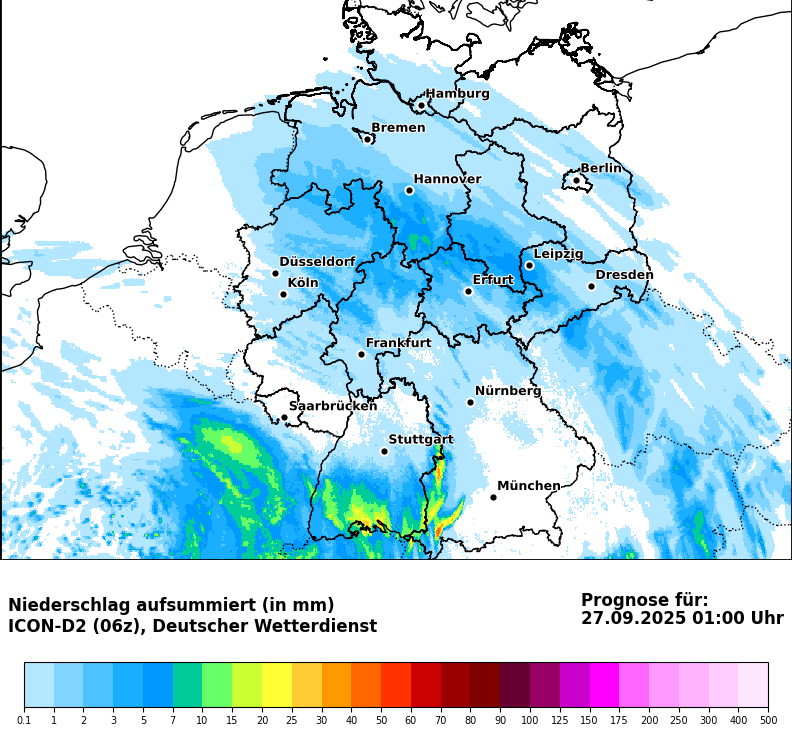 Hamburg
Bremen
Berlin
Hannover
Leipzig
Düsseldorf
Dresden
Köln
Erfurt
Frankfurt
Nürnberg
Saarbrücken
Stuttgart
München
Niederschlag aufsummiert (in mm)
ICON-D2 (06z), Deutscher Wetterdienst
Prognose für:
27.09.2025 01:00 Uhr
0.1 1 2 3 5 7 10 15 20 25 30 40 50 60 70 80 90 100 125 150 175 200 250 300 400 500